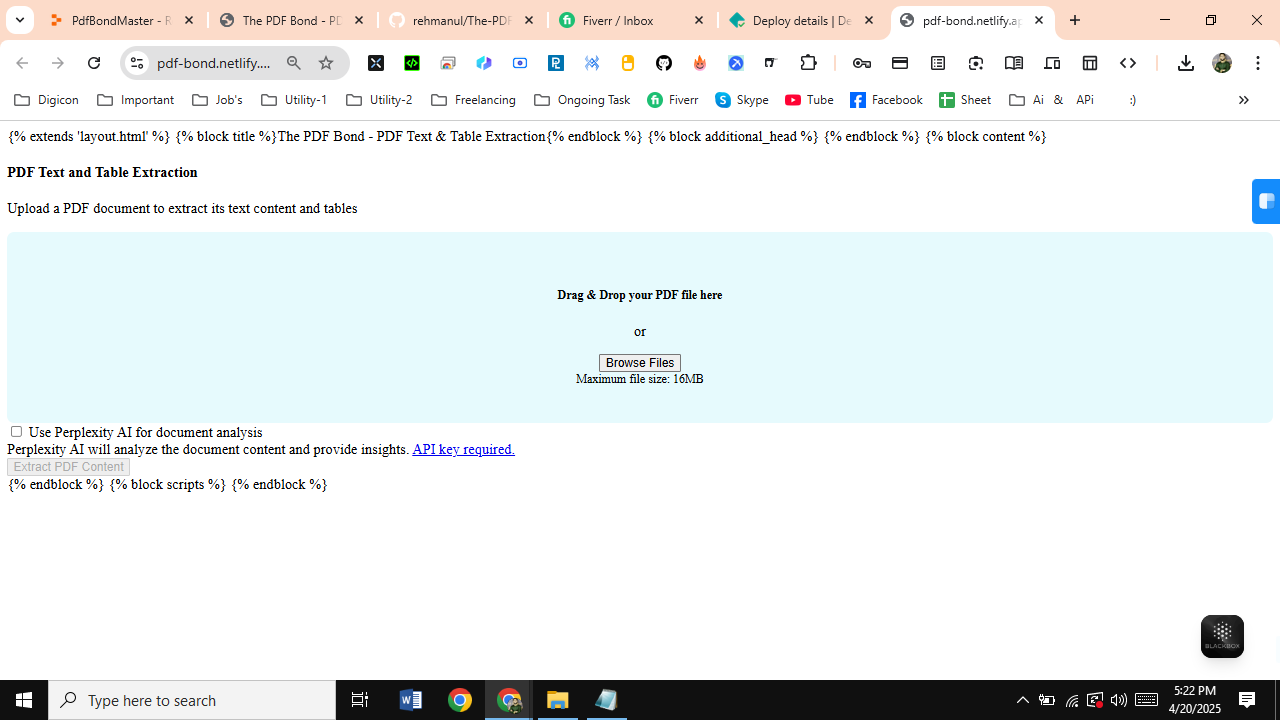 PdfBondMaster - R
The PDF Bond - PD
rehmanul/The-PDF
Fiverr / Inbox
Deploy details | De
pdf-bond.netlify.ap
pdf-bond.netlify....
Digicon
Important
Job's
Utility-1
Utility-2
Freelancing
Ongoing Task
Fiverr
Skype
Tube
Facebook
Sheet
Ai & APi :)
{% extends 'layout.html' %} {% block title %}The PDF Bond - PDF Text & Table Extraction{% endblock %} {% block additional_head %} {% endblock %} {% block content %}
PDF Text and Table Extraction
Upload a PDF document to extract its text content and tables
Drag & Drop your PDF file here
or
Browse Files
Maximum file size: 16MB
Use Perplexity AI for document analysis
Perplexity AI will analyze the document content and provide insights. API key required.
Extract PDF Content
{% endblock %} {% block scripts %} {% endblock %}
BLACKBOX
Type here to search
5:22 PM
4/20/2025